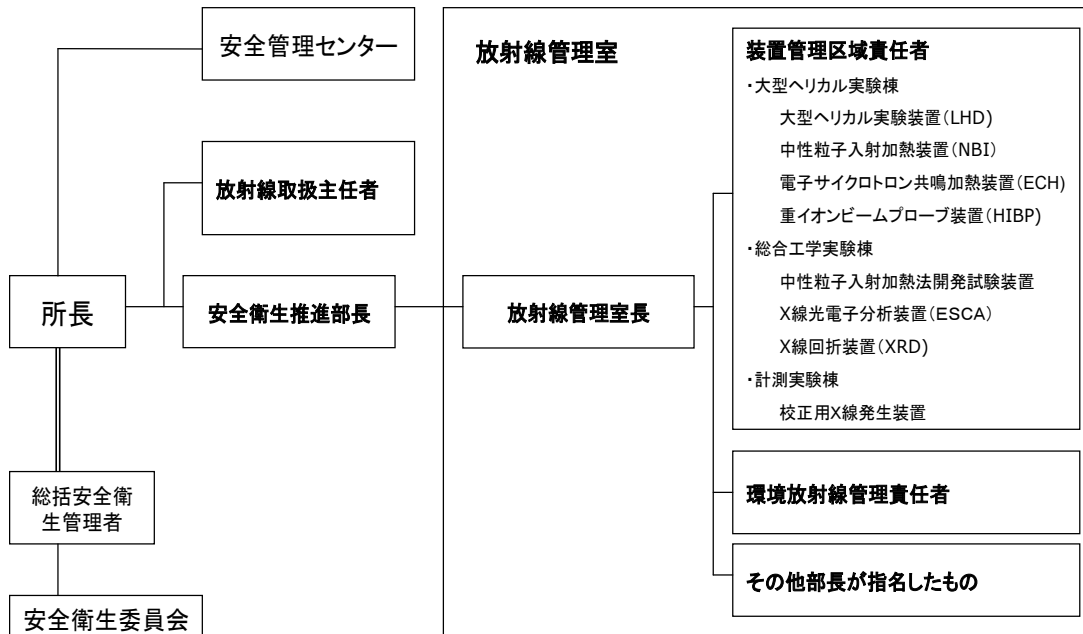 安全管理センター
放射線取扱主任者
所長
安全衛生推進部長
総括安全衛
生管理者
安全衛生委員会
放射線管理室
放射線管理室長
装置管理区域責任者
・大型ヘリカル実験棟
大型ヘリカル実験装置(LHD)
中性粒子入射加熱装置(NBI)
電子サイクロトロン共鳴加熱装置(ECH)
重イオンビームプローブ装置(HIBP)
・総合工学実験棟
中性粒子入射加熱法開発試験装置
X線光電子分析装置(ESCA)
X線回折装置(XRD)
・計測実験棟
校正用X線発生装置
環境放射線管理責任者
その他部長が指名したもの